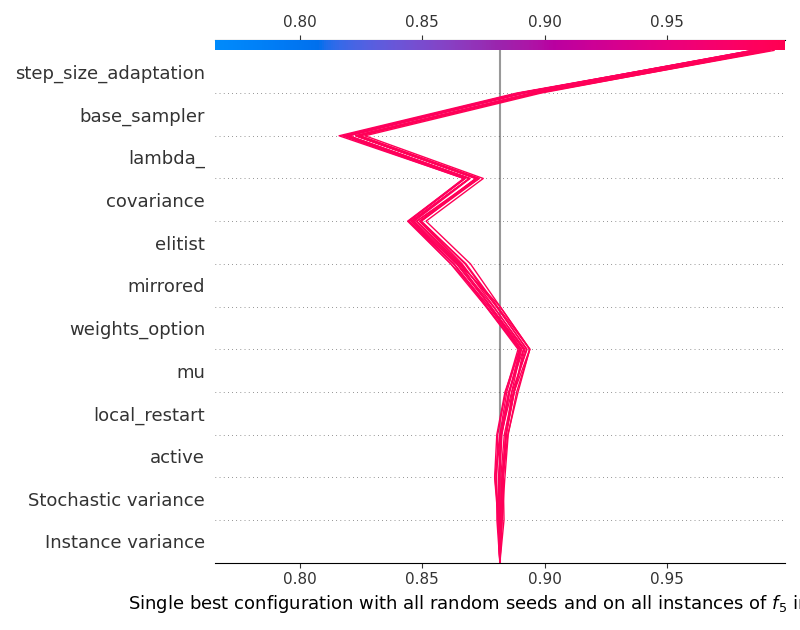 0.80 0.85 0.90 0.95
step_size_adaptation
base_sampler
lambda_
covariance
elitist
mirrored
weights_option
mu
local_restart
active
Stochastic variance
Instance variance
0.80 0.85 0.90 0.95
Single best configuration with all random seeds and on all instances of f₅ i